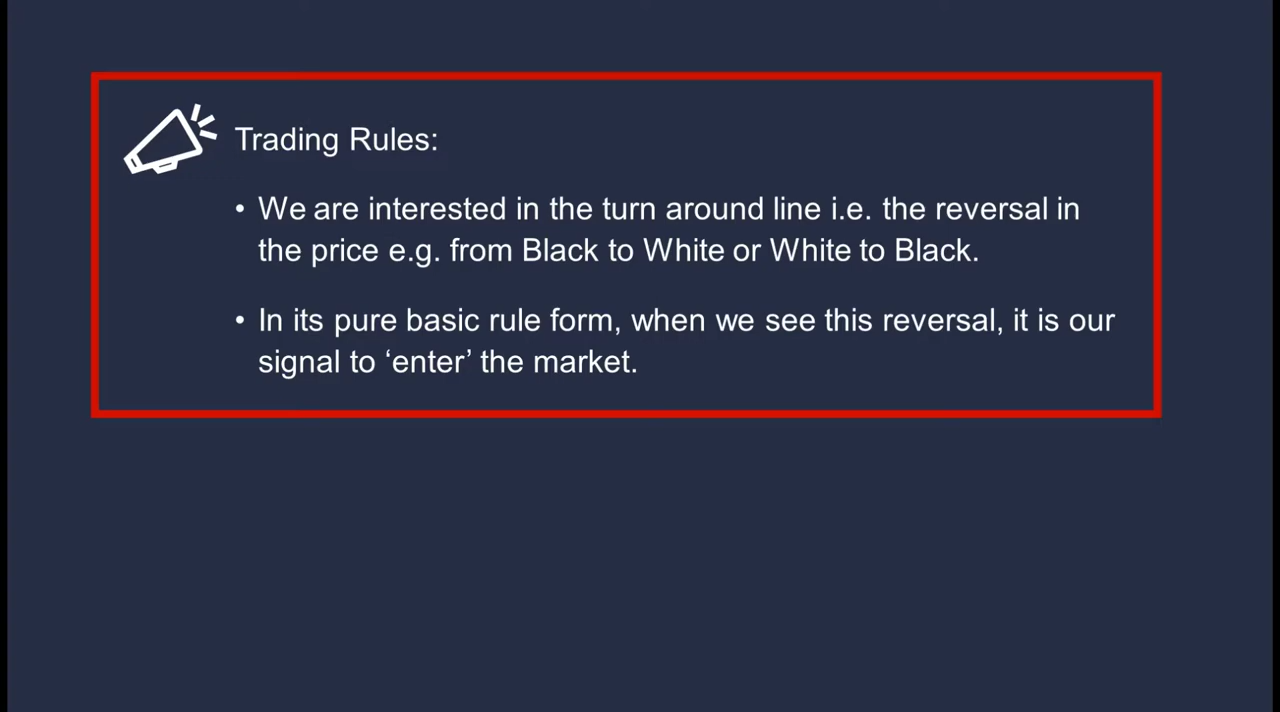 Trading Rules:
• We are interested in the turn around line i.e. the reversal in
the price e.g. from Black to White or White to Black.
• In its pure basic rule form, when we see this reversal, it is our
signal to ‘enter’ the market.